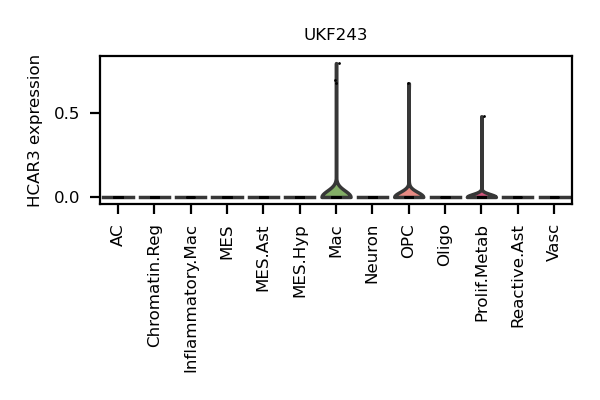 UKF243
HCAR3 expression
0.5
0.0
AC
Chromatin.Reg
Inflammatory.Mac
MES
MES.Ast
MES.Hyp
Mac
Neuron
OPC
Oligo
Prolif.Metab
Reactive.Ast
Vasc